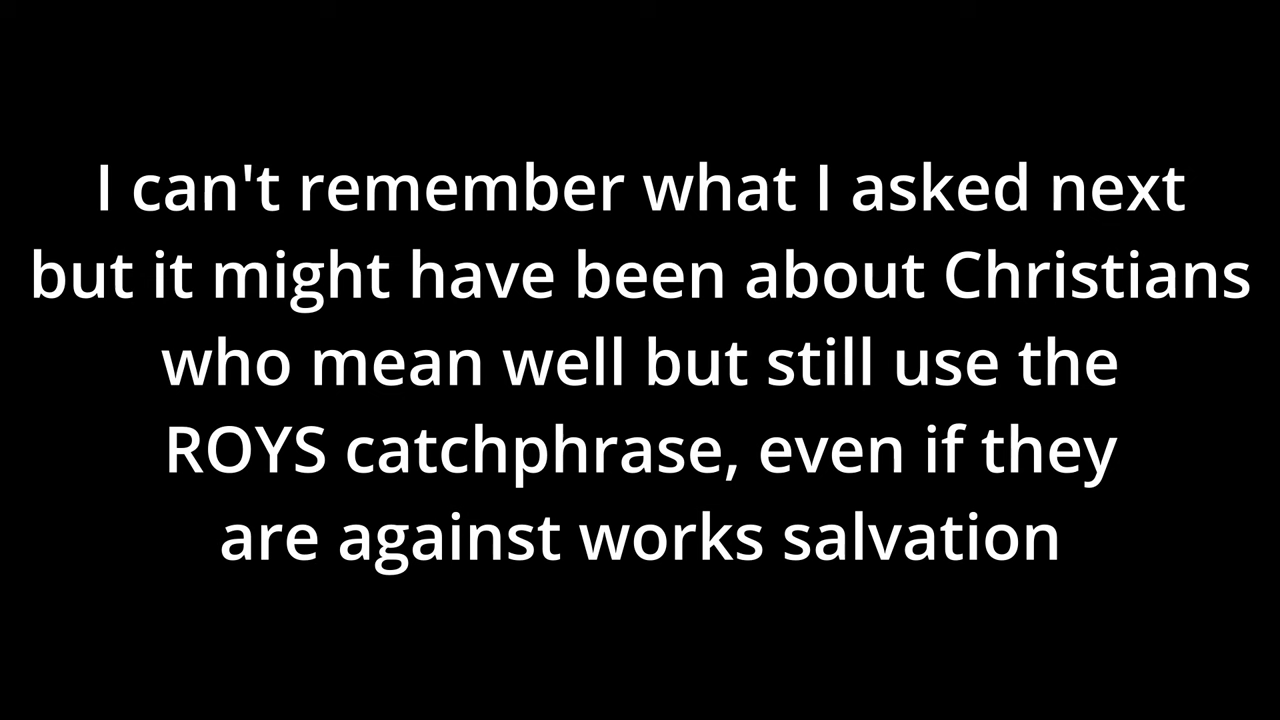 I can't remember what I asked next
but it might have been about Christians
who mean well but still use the
ROYS catchphrase, even if they
are against works salvation